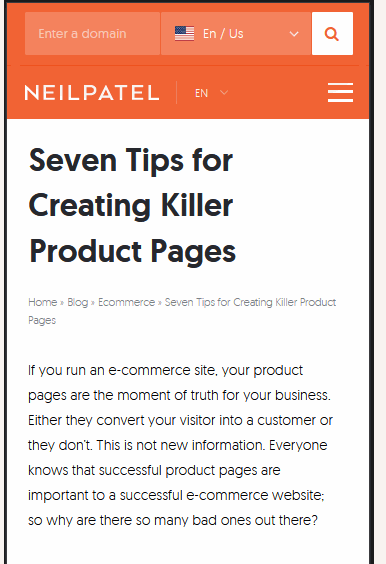 Enter a domain
En / Us
NEILPATEL
EN
Seven Tips for
Creating Killer
Product Pages
Home » Blog » Ecommerce » Seven Tips for Creating Killer Product
Pages
If you run an e-commerce site, your product
pages are the moment of truth for your business.
Either they convert your visitor into a customer or
they don't. This is not new information. Everyone
knows that successful product pages are
important to a successful e-commerce website;
so why are there so many bad ones out there?